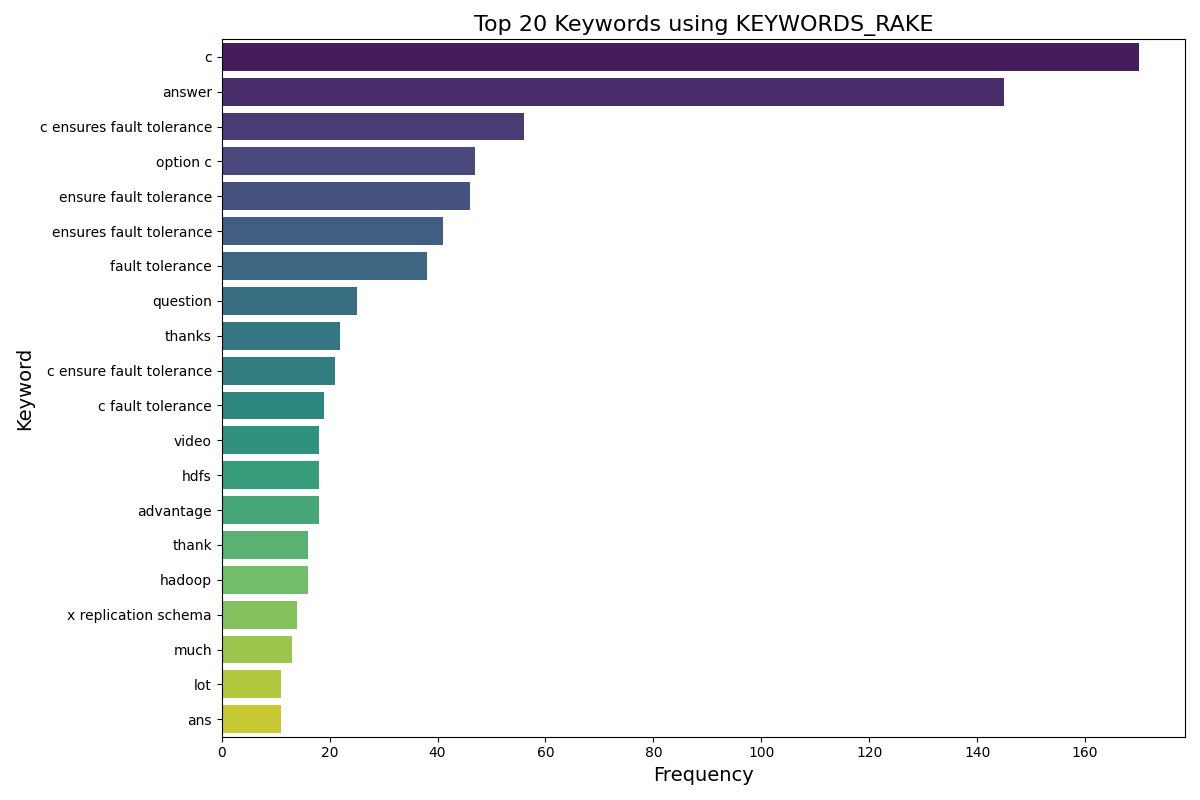 Top 20 Keywords using KEYWORDS_RAKE
c
answer
c ensures fault tolerance
option c
ensure fault tolerance
ensures fault tolerance
fault tolerance
question
thanks
c ensure fault tolerance
c fault tolerance
video
hdfs
advantage
thank
hadoop
x replication schema
much
lot
ans
Keyword
0 20 40 60 80 100 120 140 160
Frequency